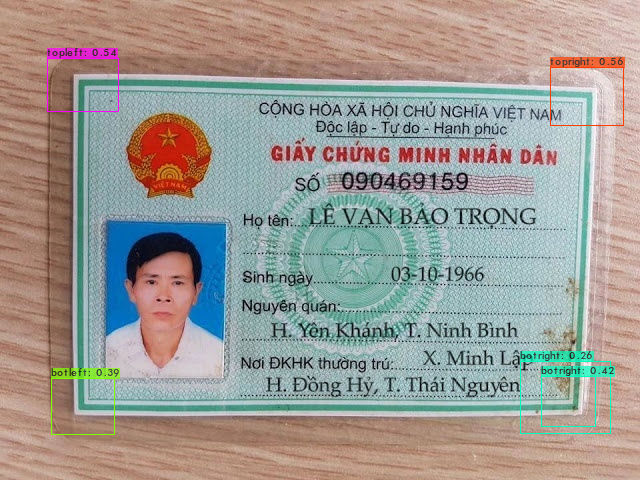 topleft: 0.54
topright: 0.56
CỘNG HÒA XÃ HỘI CHỦ NGHĨA VIỆT NAM
Độc lập - Tự do - Hạnh phúc
GIẤY CHỨNG MINH NHÂN DÂN
VIỆT NAM
SỐ 090469159
Họ tên: LÊ VẠN BẢO TRỌNG
Sinh ngày 03-10-1966
Nguyên quán:
H. Yên Khánh, T. Ninh Bình
Nơi ĐKHK thường trú: X. Minh Lập
H. Đồng Hỷ, T. Thái Nguyên
botright: 0.26
botleft: 0.39
botright: 0.42